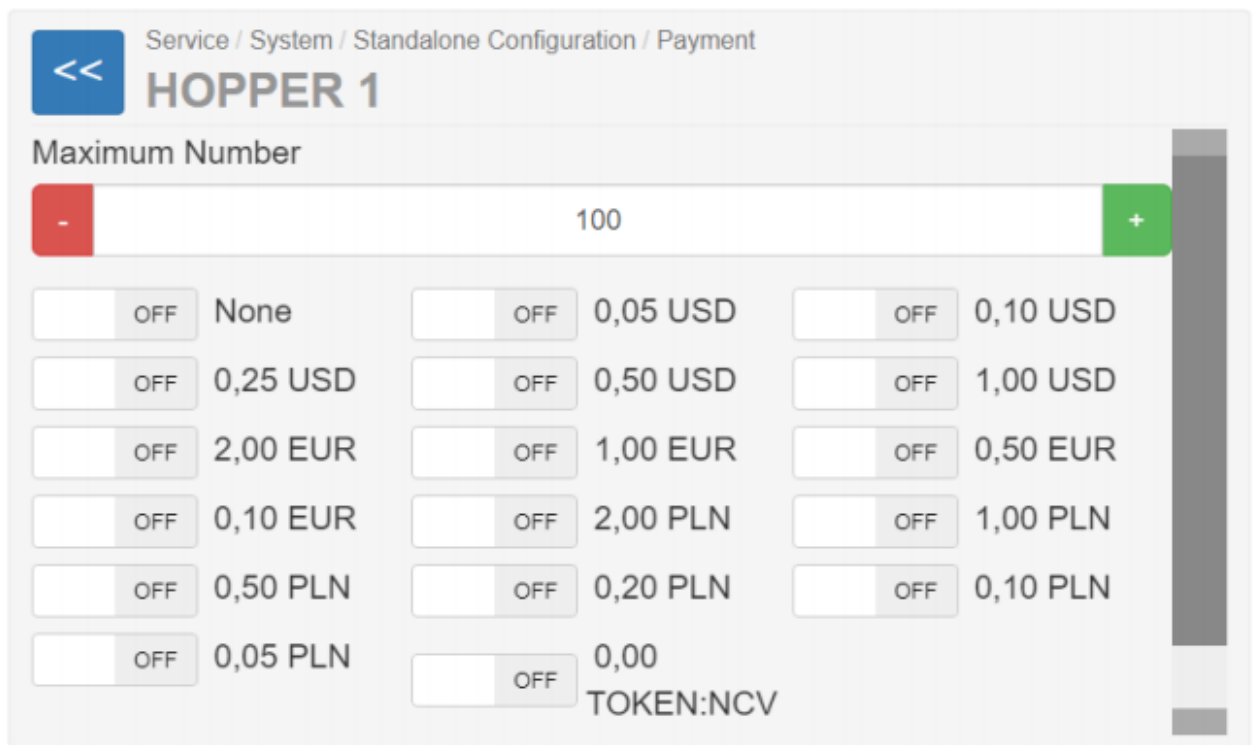 <<
Service / System / Standalone Configuration / Payment
HOPPER 1
Maximum Number
- 100 +
OFF None OFF 0,05 USD OFF 0,10 USD
OFF 0,25 USD OFF 0,50 USD OFF 1,00 USD
OFF 2,00 EUR OFF 1,00 EUR OFF 0,50 EUR
OFF 0,10 EUR OFF 2,00 PLN OFF 1,00 PLN
OFF 0,50 PLN OFF 0,20 PLN OFF 0,10 PLN
OFF 0,05 PLN OFF 0,00
TOKEN:NCV